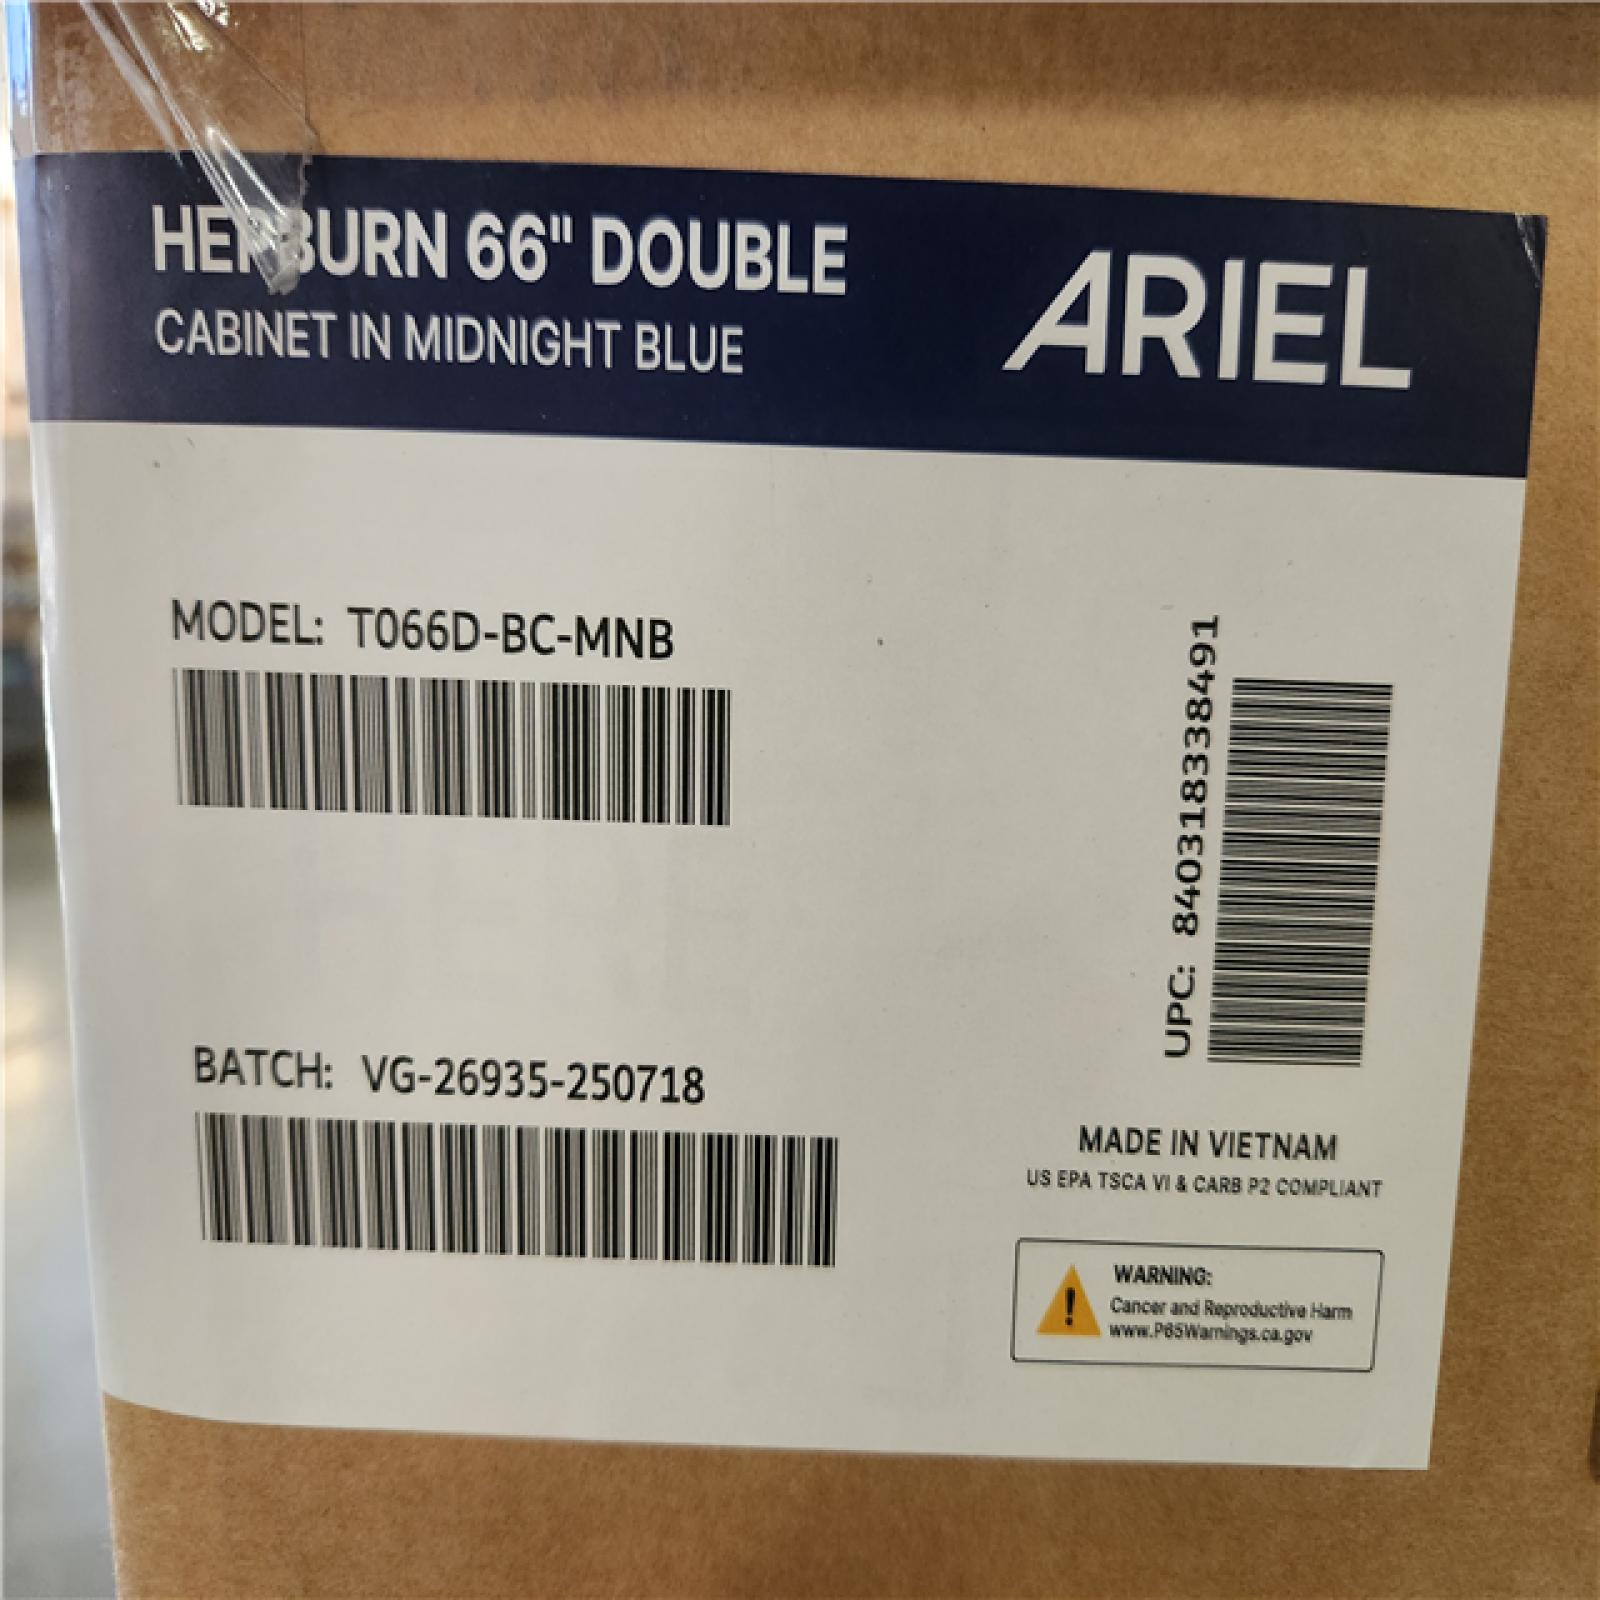 HEPBURN 66" DOUBLE
CABINET IN MIDNIGHT BLUE
ARIEL
MODEL: T066D-BC-MNB
UPC: 840318338491
BATCH: VG-26935-250718
MADE IN VIETNAM
US EPA TSCA VI & CARB P2 COMPLIANT
WARNING:
Cancer and Reproductive Harm
www.P65Warnings.ca.gov